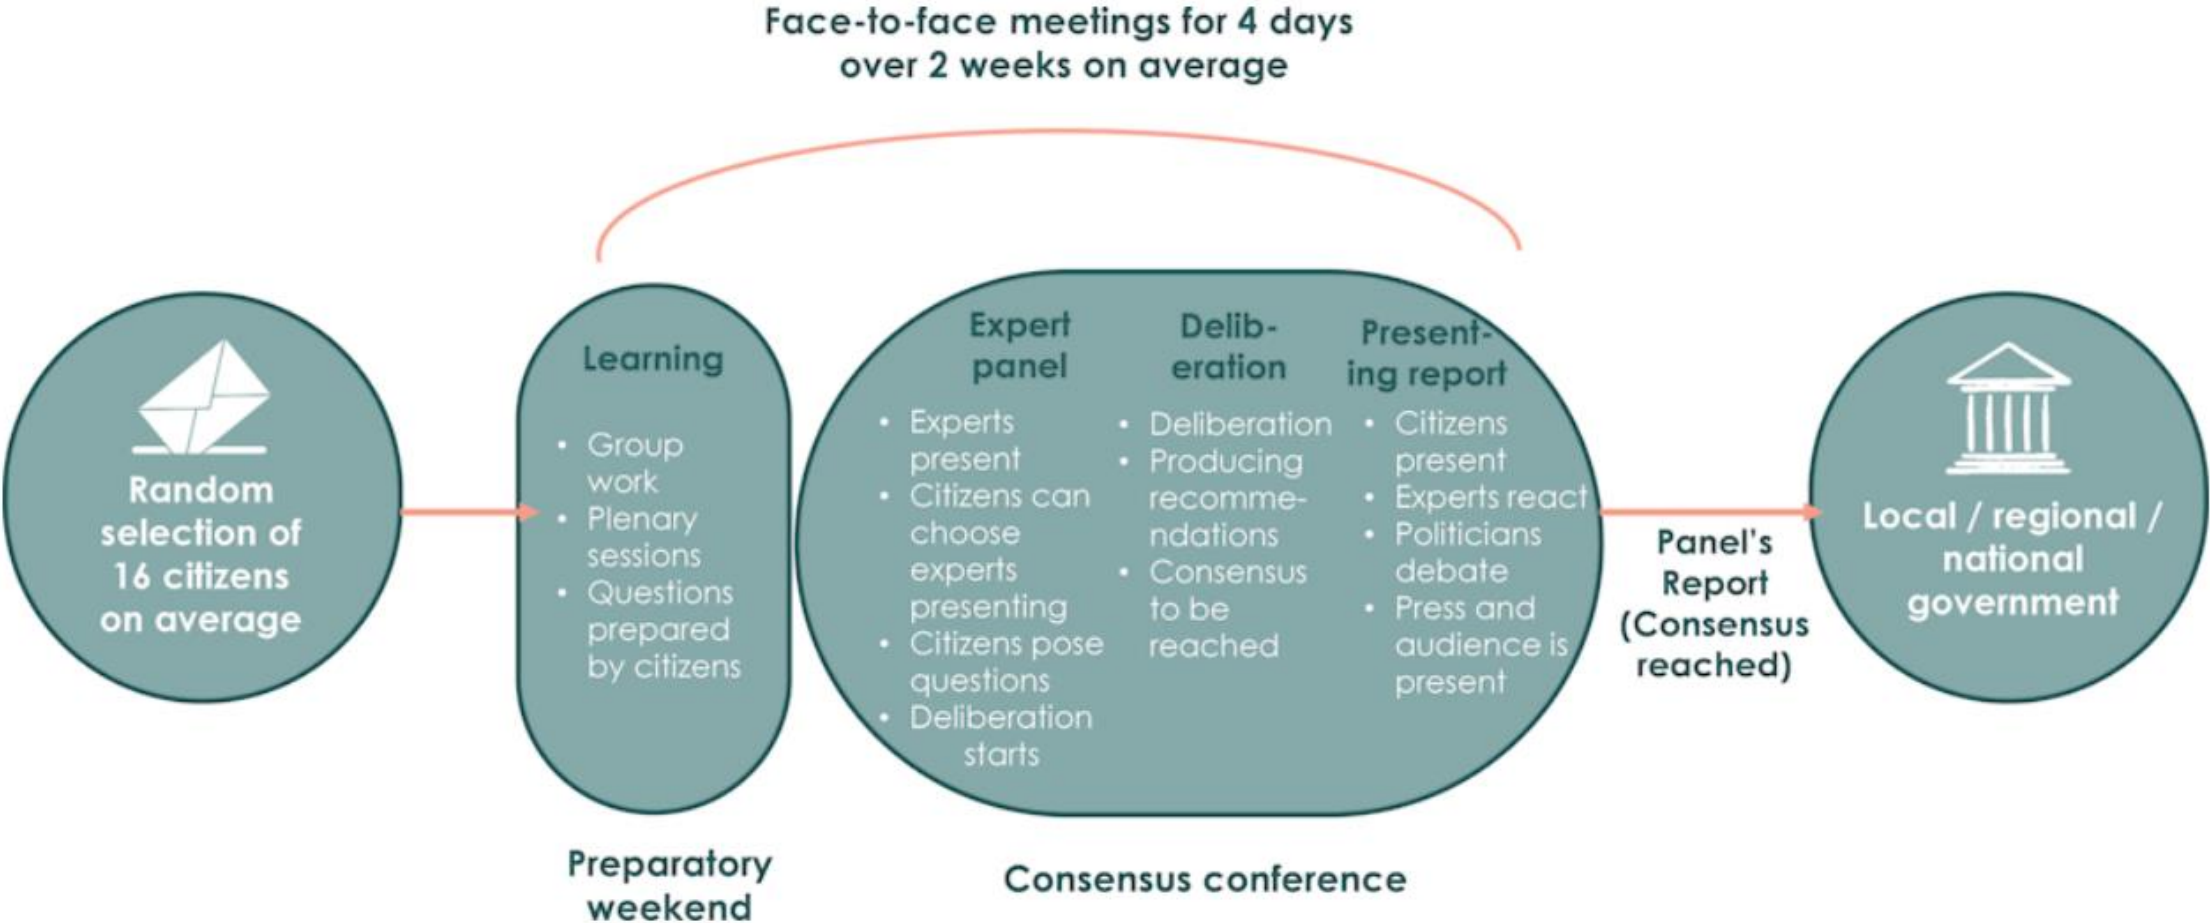 Face-to-face meetings for 4 days
over 2 weeks on average
Random
selection of
16 citizens
on average
Learning
• Group
work
• Plenary
sessions
• Questions
prepared
by citizens
Preparatory
weekend
Expert
panel
• Experts
present
• Citizens can
choose
experts
presenting
• Citizens pose
questions
• Deliberation
starts
Delib-
eration
• Deliberation
• Producing
recomme-
ndations
• Consensus
to be
reached
Present-
ing report
• Citizens
present
• Experts react
• Politicians
debate
• Press and
audience is
present
Consensus conference
Panel’s
Report
(Consensus
reached)
Local / regional /
national
government